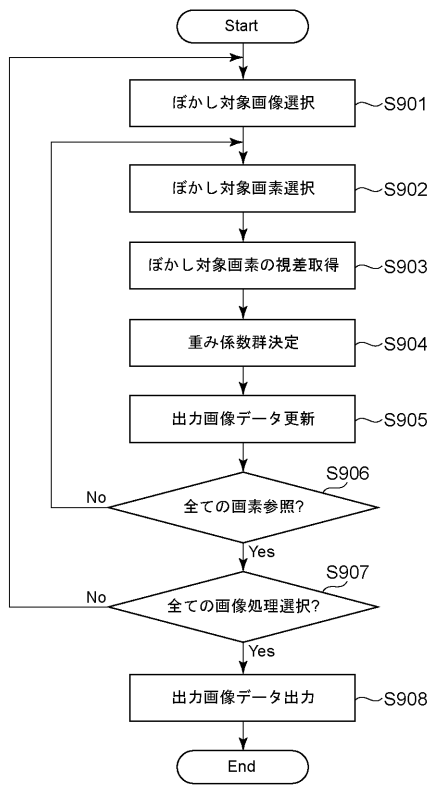 Start
ぼかし対象画像選択
S901
ぼかし対象画素選択
S902
ぼかし対象画素の視差取得
S903
重み係数群決定
S904
出力画像データ更新
S905
S906
全ての画素参照?
No
Yes
S907
全ての画像処理選択?
No
Yes
出力画像データ出力
S908
End